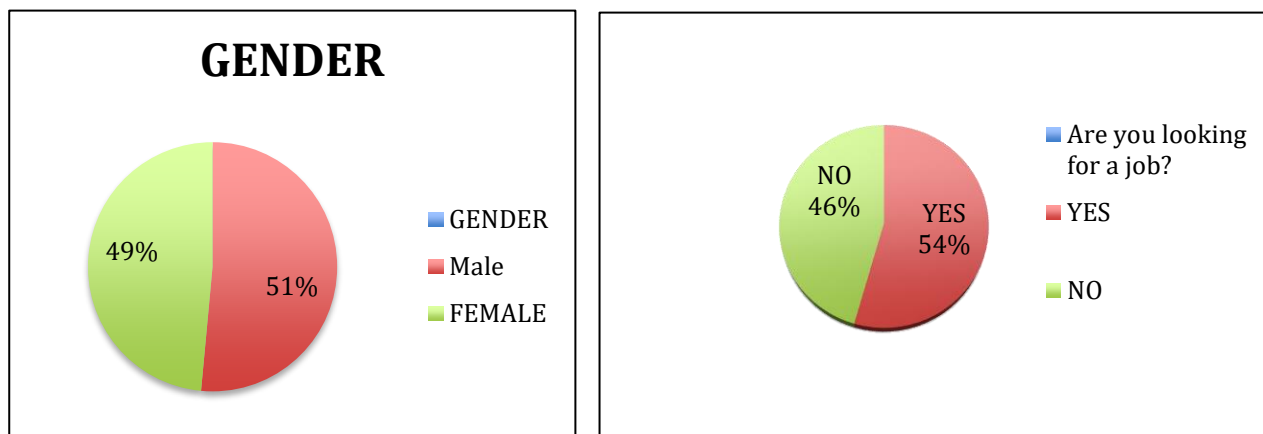 GENDER
49%
51%
GENDER
Male
FEMALE
NO
46%
YES
54%
Are you looking
for a job?
YES
NO